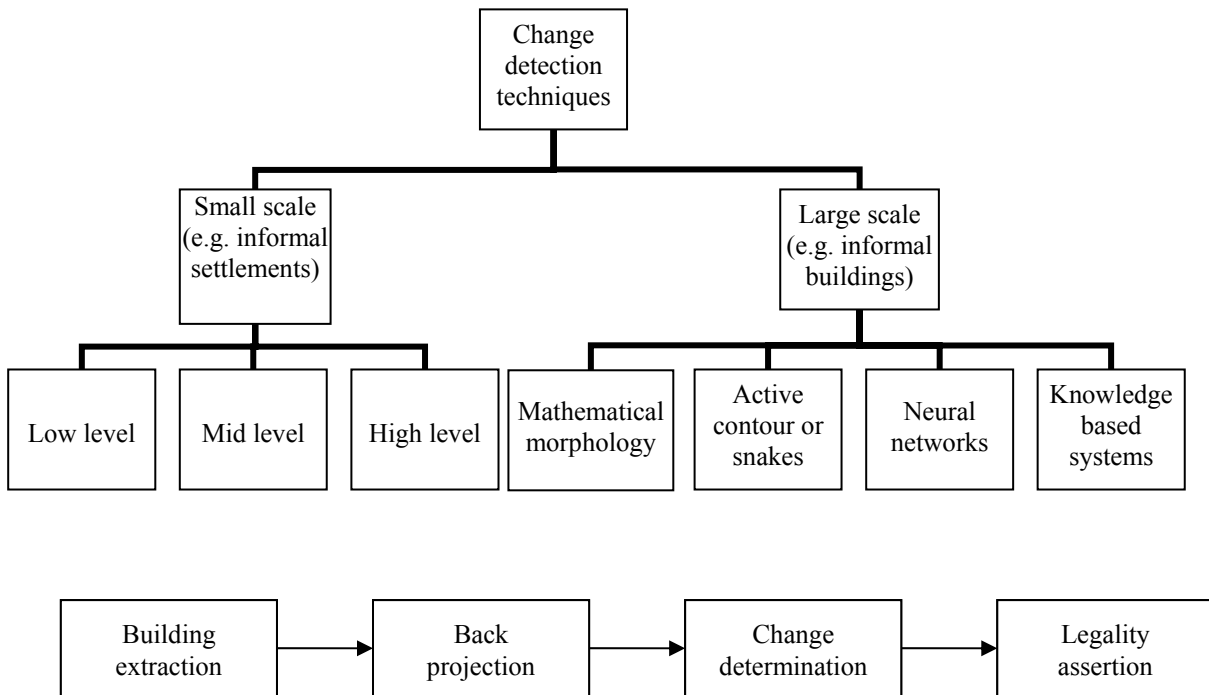 Change
detection
techniques
Small scale
(e.g. informal
settlements)
Large scale
(e.g. informal
buildings)
Low level
Mid level
High level
Mathematical
morphology
Active
contour or
snakes
Neural
networks
Knowledge
based
systems
Building
extraction
Back
projection
Change
determination
Legality
assertion